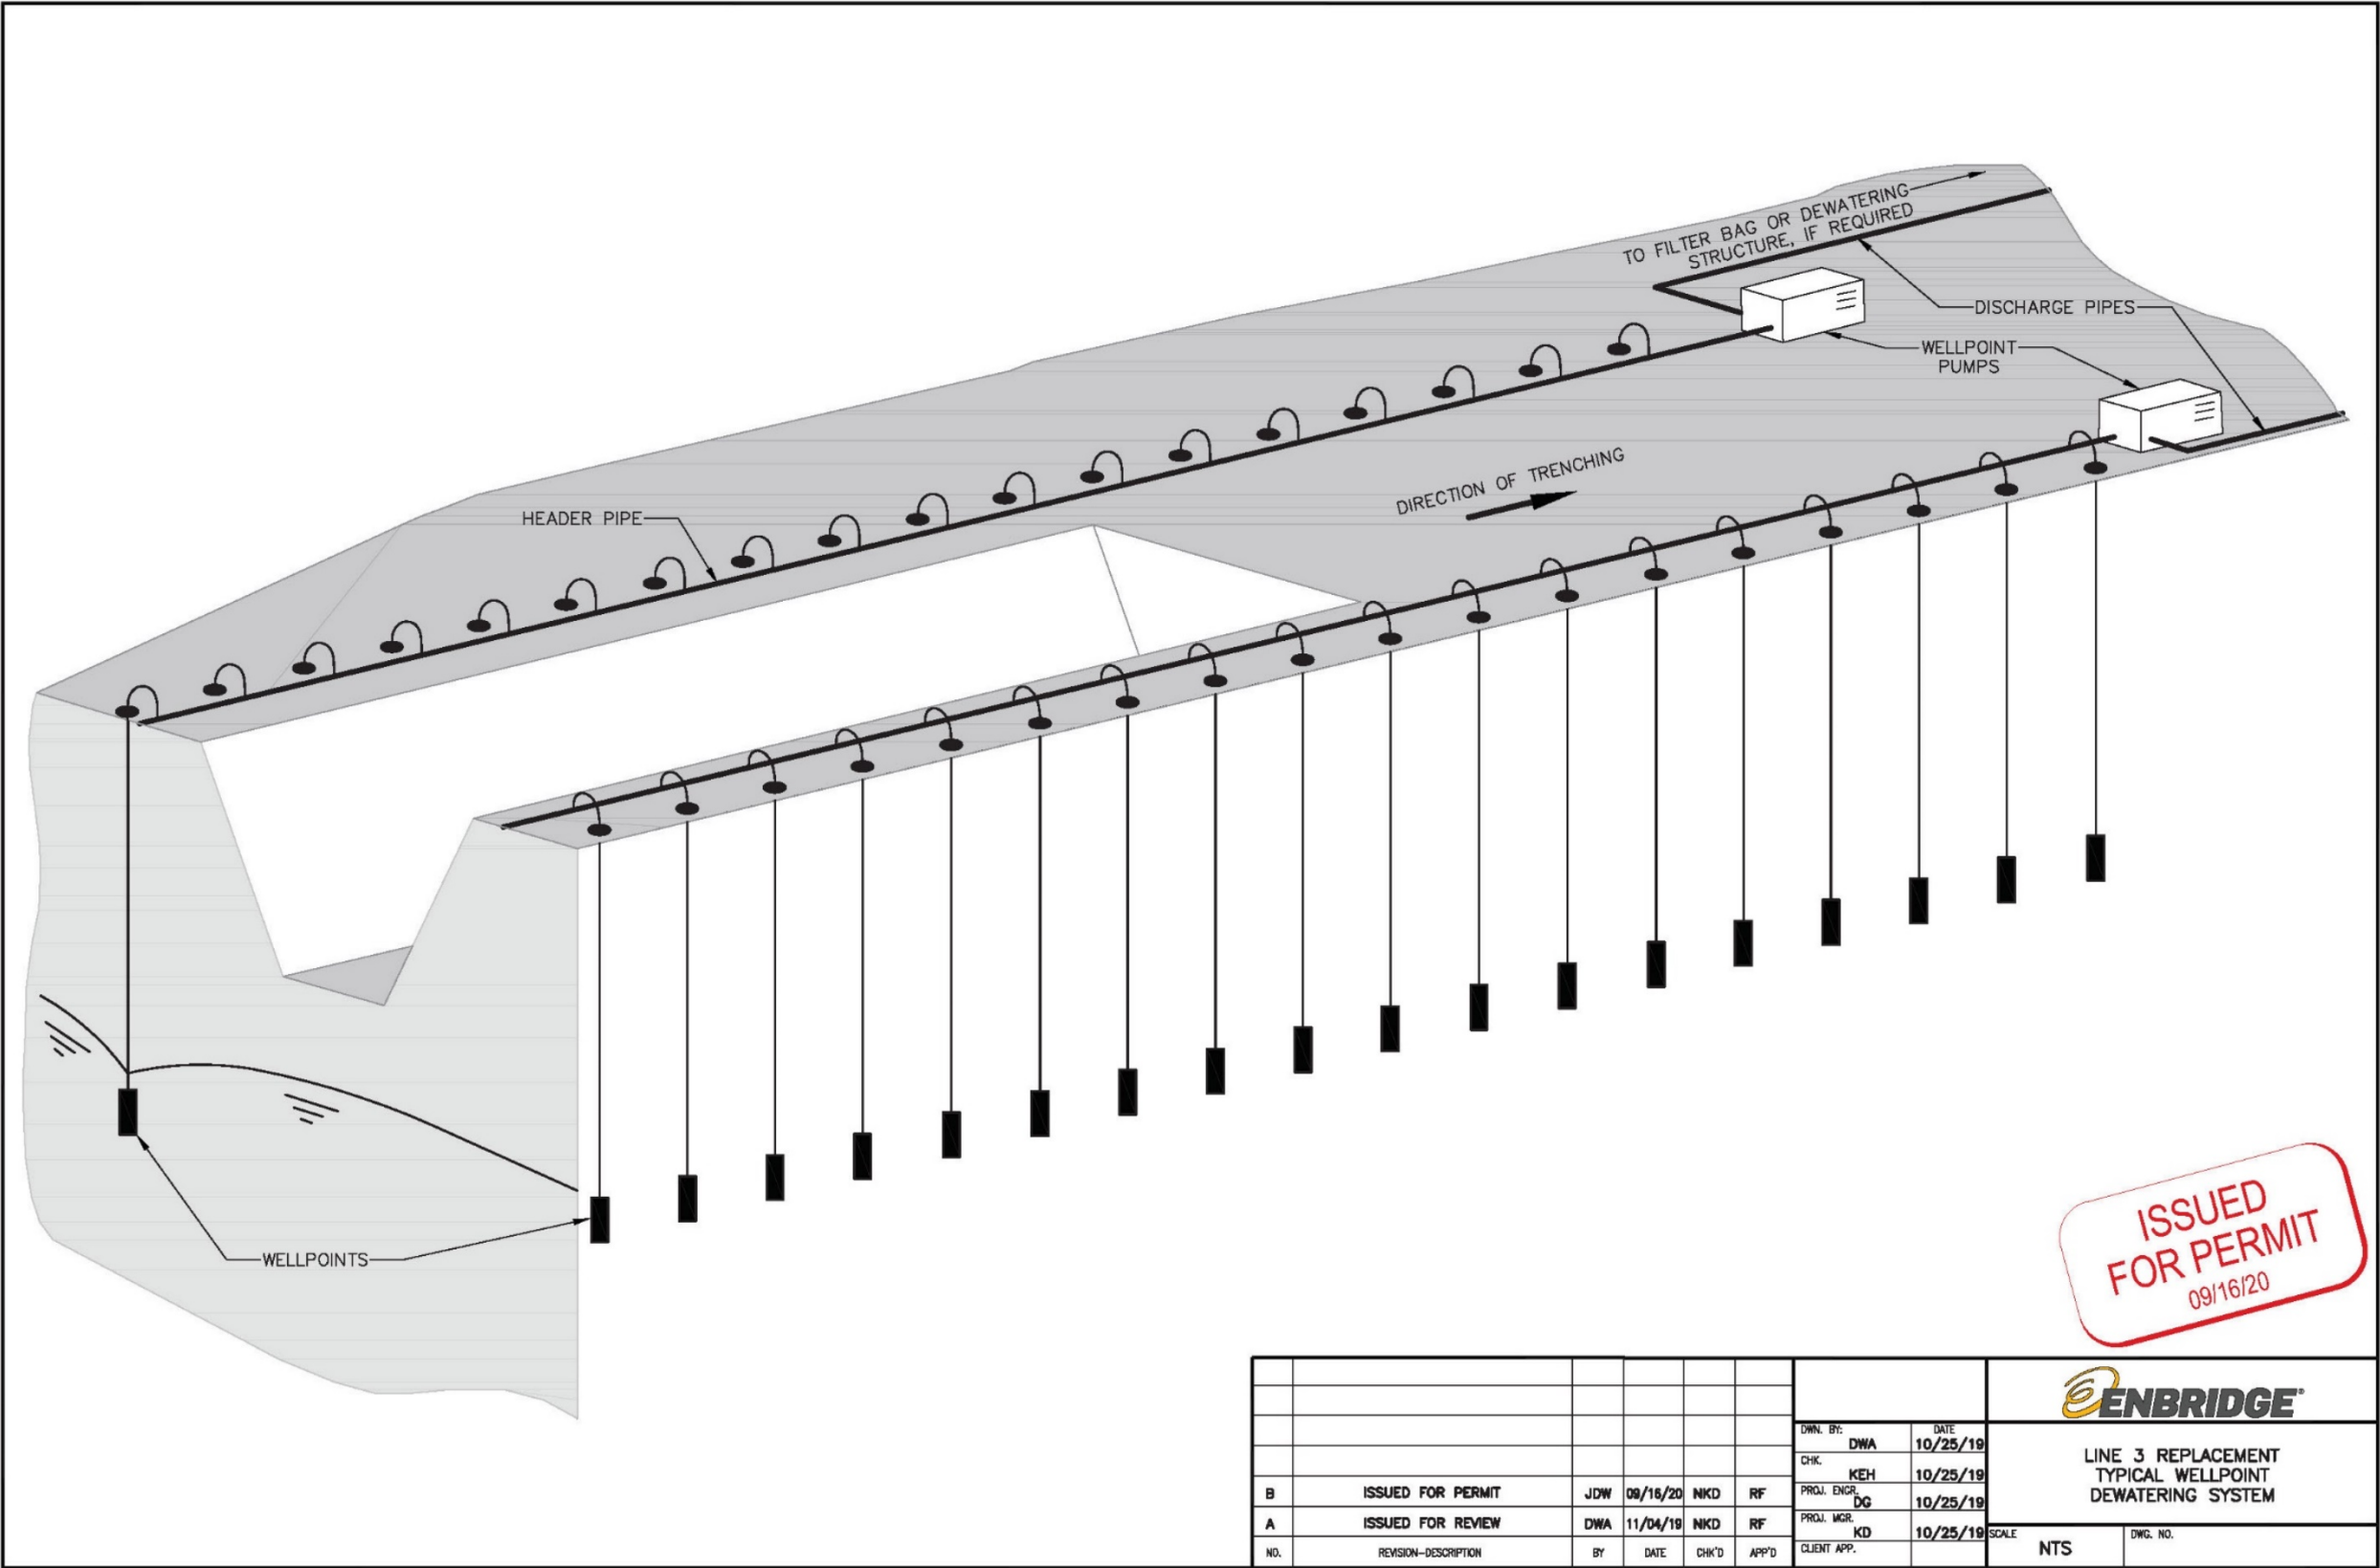 TO FILTER BAG OR DEWATERING
STRUCTURE, IF REQUIRED
DISCHARGE PIPES
WELLPOINT
PUMPS
DIRECTION OF TRENCHING
HEADER PIPE
WELLPOINTS
ISSUED
FOR PERMIT
09/16/20
B ISSUED FOR PERMIT JDW 09/16/20 NKD RF
A ISSUED FOR REVIEW DWA 11/04/19 NKD RF
NO. REVISION-DESCRIPTION BY DATE CHK'D APP'D
DWN. BY: DATE
DWA 10/25/19
CHK.
KEH 10/25/19
PROJ. ENGR.
DG 10/25/19
PROJ. MGR.
KD 10/25/19
CLIENT APP.
ENBRIDGE®
LINE 3 REPLACEMENT
TYPICAL WELLPOINT
DEWATERING SYSTEM
SCALE
NTS
DWG. NO.